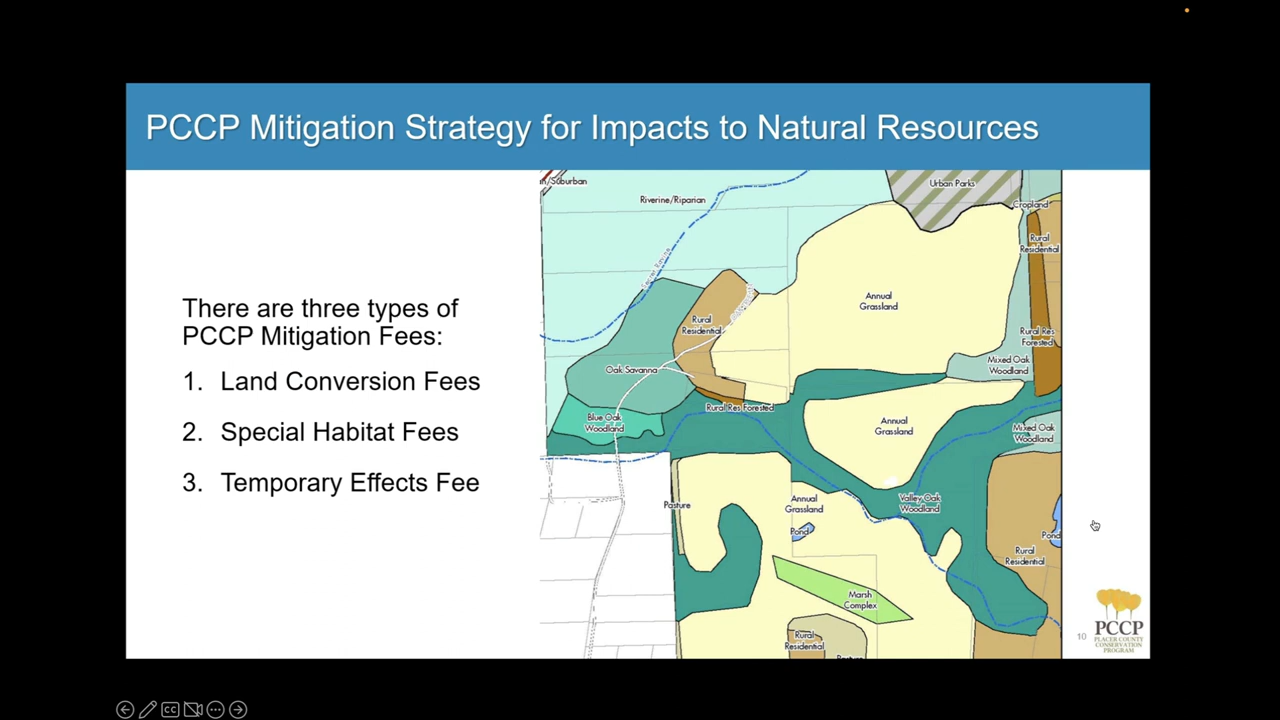 PCCP Mitigation Strategy for Impacts to Natural Resources
There are three types of
PCCP Mitigation Fees:
1. Land Conversion Fees
2. Special Habitat Fees
3. Temporary Effects Fee
Riverine/Riparian
Urban Parks
Cropland
Rural
Residential
Annual
Grassland
Rural
Residential
Rural Res
Forested
Mixed Oak
Woodland
Oak Savanna
Rural Res Forested
Blue Oak
Woodland
Annual
Grassland
Mixed Oak
Woodland
Pasture
Annual
Grassland
Valley Oak
Woodland
Pond
Pond
Rural
Residential
Marsh
Complex
Rural
Residential
Pasture
10
PCCP
PLACER COUNTY
CONSERVATION
PROGRAM
CC